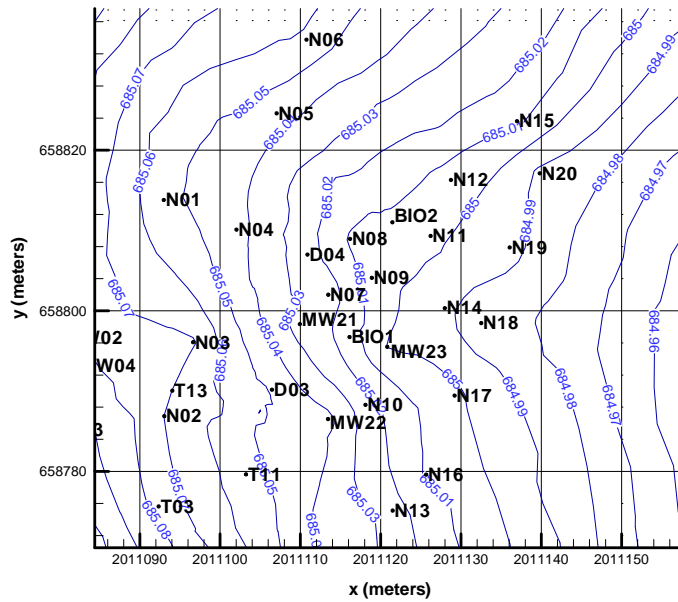 N06
685.02
685
684.99
685.07
685.05
N05
685.04
685.03
685.01
N15
658820
N20
685.06
N12
684.98
684.97
N01
685.02
BIO2
N04
N08
N11
685
684.99
D04
N19
N09
685.05
N07
685.01
685.07
658800
685.03
MW21
N14
N18
684.96
W02
N03
BIO1
MW23
685.04
W04
T13
D03
N17
N10
684.99
684.98
684.97
N02
MW22
3
658780
T11
685.05
N16
685.01
T03
N13
685.03
685.08
2011090 2011100 2011110 2011120 2011130 2011140 2011150
x (meters)
y (meters)